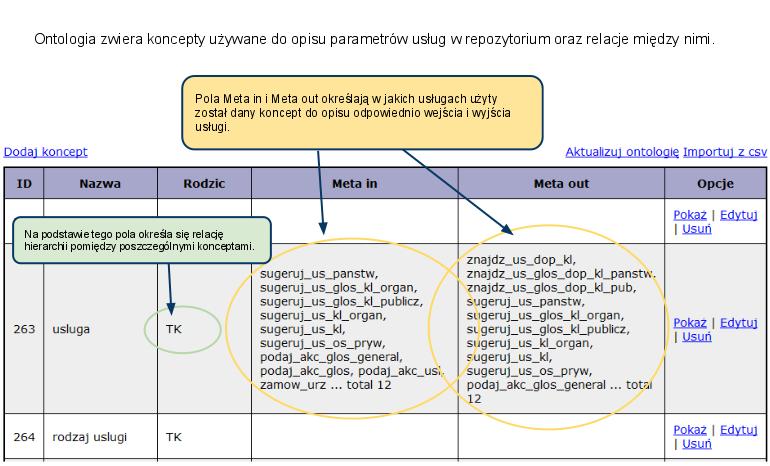 Ontologia zwiera koncepty używane do opisu parametrów usług w repozytorium oraz relacje między nimi.
Pola Meta in i Meta out określają w jakich usługach użyty
został dany koncept do opisu odpowiednio wejścia i wyjścia
usługi.
Dodaj koncept
Aktualizuj ontologię Importuj z csv
ID Nazwa Rodzic Meta in Meta out Opcje
Pokaż | Edytuj
| Usuń
Na podstawie tego pola określa się relację
hierarchii pomiędzy poszczególnymi konceptami.
263
usluga
TK
sugeruj_us_panstw,
sugeruj_us_glos_kl_organ,
sugeruj_us_glos_kl_publicz,
sugeruj_us_kl_organ,
sugeruj_us_kl,
sugeruj_us_os_pryw,
podaj_akc_glos_general,
podaj_akc_glos, podaj_akc_usl,
zamow_urz ... total 12
znajdz_us_dop_kl,
znajdz_us_glos_dop_kl_panstw,
znajdz_us_glos_dop_kl_pub,
sugeruj_us_panstw,
sugeruj_us_glos_kl_organ,
sugeruj_us_glos_kl_publicz,
sugeruj_us_kl_organ,
sugeruj_us_kl,
sugeruj_us_os_pryw,
podaj_akc_glos_general ... total
12
Pokaż | Edytuj
| Usuń
264 rodzaj uslugi TK
Pokaż | Edytuj
| Usuń